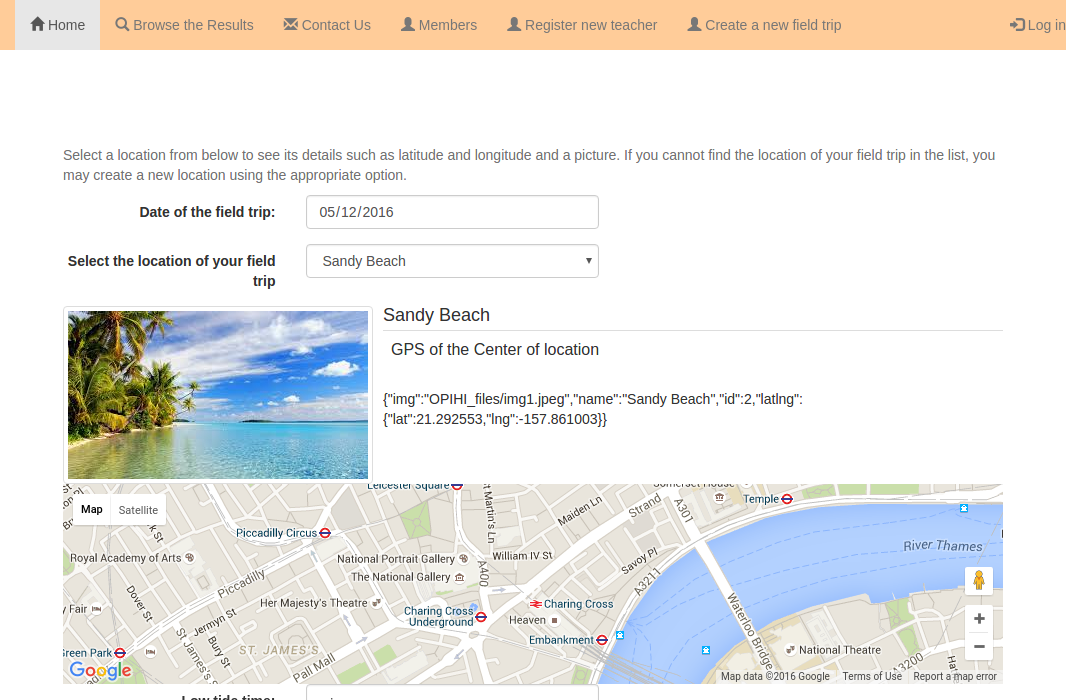 Home Browse the Results Contact Us Members Register new teacher Create a new field trip Log in
Select a location from below to see its details such as latitude and longitude and a picture. If you cannot find the location of your field trip in the list, you
may create a new location using the appropriate option.
Date of the field trip: 05/12/2016
Select the location of your field
trip
Sandy Beach
Sandy Beach
GPS of the Center of location
{"img":"OPIHI_files/img1.jpeg","name":"Sandy Beach","id":2,"latlng":
{"lat":21.292553,"lng":-157.861003}}
Map Satellite
Leicester Square
Somerset House
Temple
St Martin's Ln
Maiden Ln
Strand
A301
Piccadilly Circus
Royal Academy of Arts
National Portrait Gallery
William IV St
Savoy Pl
River Thames
The National Gallery
A400
A3211
Piccadilly
Dover St
Her Majesty's Theatre
Charing Cross
Underground
Charing Cross
Heaven
Waterloo Bridge
Jermyn St
Bury St
St James's
ST. JAMES'S
Embankment
Green Park
Pall Mall
National Theatre
A3200
Google
Map data ©2016 Google Terms of Use Report a map error
Low tide time: